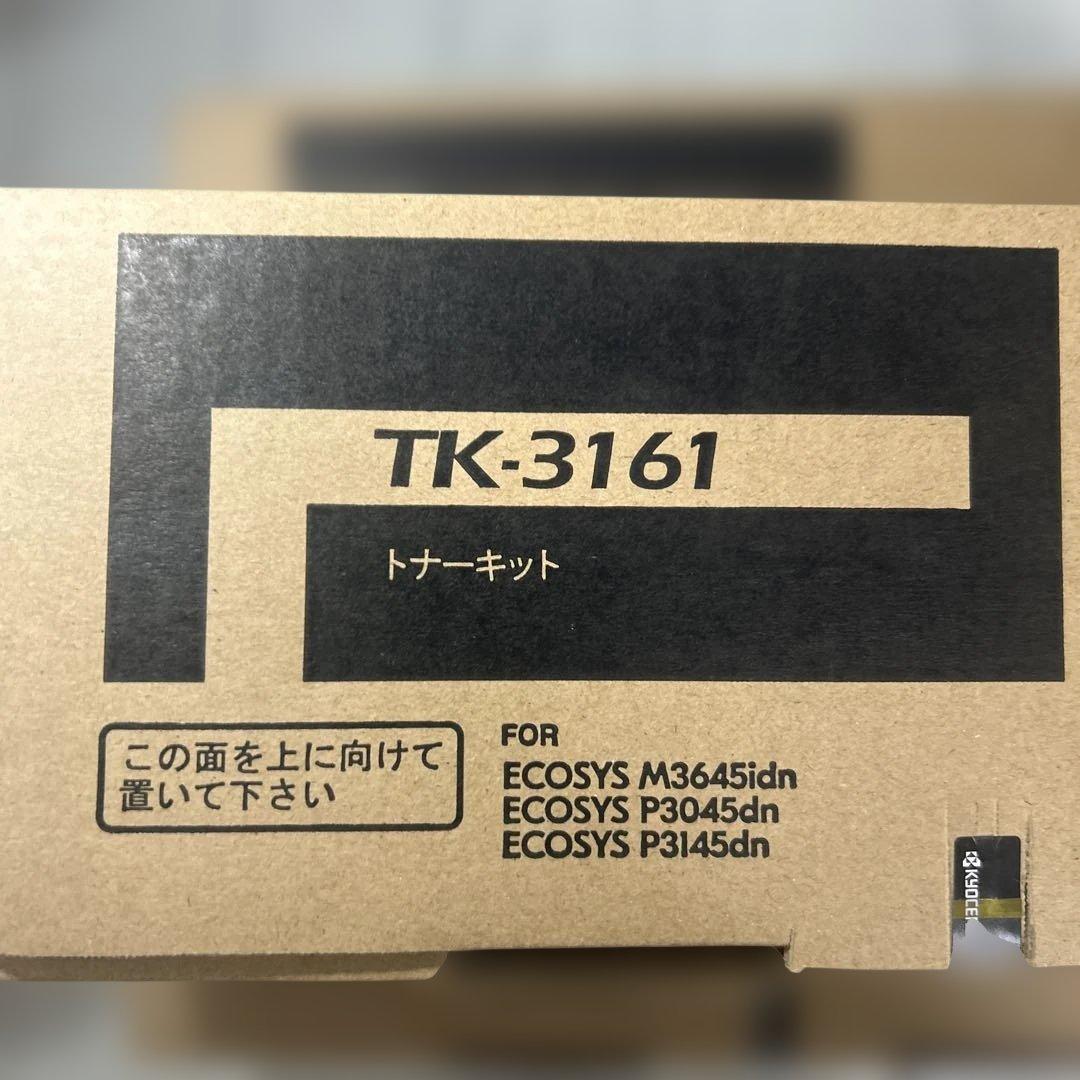 TK-3161
トナーキット
この面を上に向けて
置いて下さい
FOR
ECOSYS M3645idn
ECOSYS P3045dn
ECOSYS P3145dn